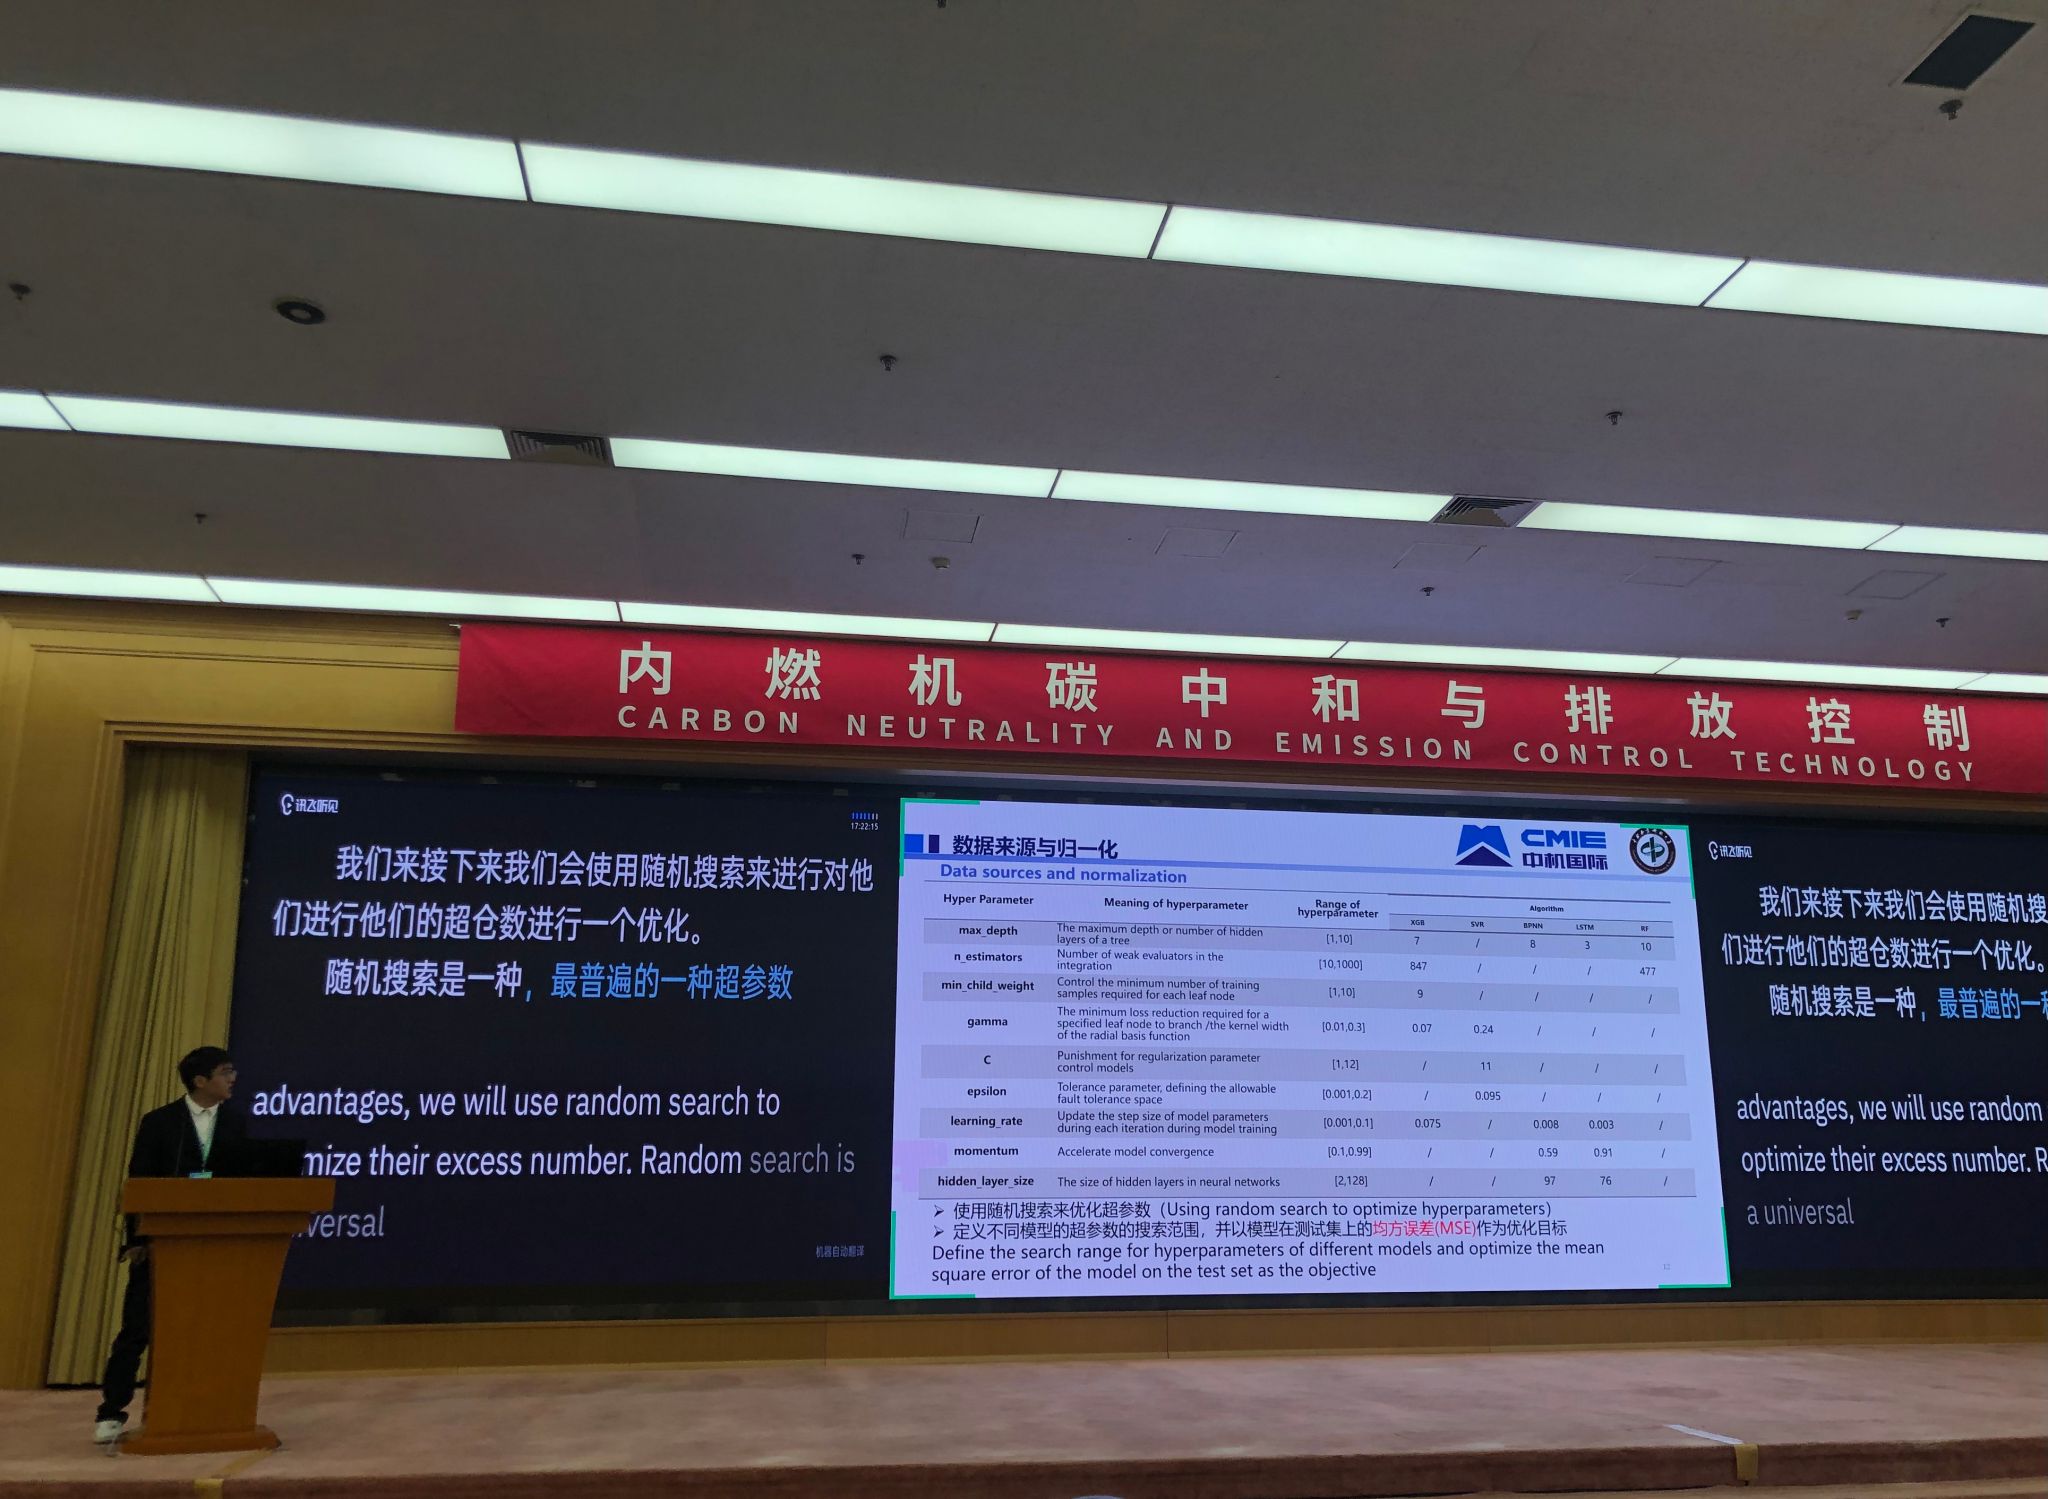 内燃机碳中和与排放控制
CARBON NEUTRALITY AND EMISSION CONTROL TECHNOLOGY
讯飞听见
17:22:15
我们来接下来我们会使用随机搜索来进行对他
们进行他们的超仓数进行一个优化。
随机搜索是一种，最普遍的一种超参数
advantages, we will use random search to
mize their excess number. Random search is
versal
机器自动翻译
数据来源与归一化
Data sources and normalization
CMIE
中机国际
Hyper Parameter Meaning of hyperparameter Range of hyperparameter Algorithm
XGB SVR BPNN LSTM RF
max_depth The maximum depth or number of hidden layers of a tree [1,10] 7 / 8 3 10
n_estimators Number of weak evaluators in the integration [10,1000] 847 / / / 477
min_child_weight Control the minimum number of training samples required for each leaf node [1,10] 9 / / / /
gamma The minimum loss reduction required for a specified leaf node to branch /the kernel width of the radial basis function [0.01,0.3] 0.07 0.24 / / /
C Punishment for regularization parameter control models [1,12] / 11 / / /
epsilon Tolerance parameter, defining the allowable fault tolerance space [0.001,0.2] / 0.095 / / /
learning_rate Update the step size of model parameters during each iteration during model training [0.001,0.1] 0.075 / 0.008 0.003 /
momentum Accelerate model convergence [0.1,0.99] / / 0.59 0.91 /
hidden_layer_size The size of hidden layers in neural networks [2,128] / / 97 76 /
➢ 使用随机搜索来优化超参数（Using random search to optimize hyperparameters）
➢ 定义不同模型的超参数的搜索范围，并以模型在测试集上的均方误差(MSE)作为优化目标
Define the search range for hyperparameters of different models and optimize the mean
square error of the model on the test set as the objective
12
讯飞听见
我们来接下来我们会使用随机搜
们进行他们的超仓数进行一个优化。
随机搜索是一种，最普遍的一
advantages, we will use random
optimize their excess number. R
a universal